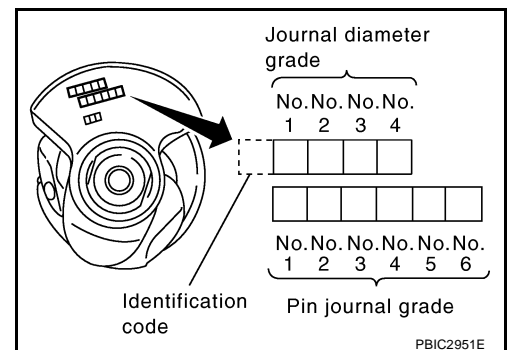 Journal diameter
grade
No. No. No. No.
1 2 3 4
No. No. No. No. No. No.
1 2 3 4 5 6
Identification
code
Pin journal grade
PBIC2951E